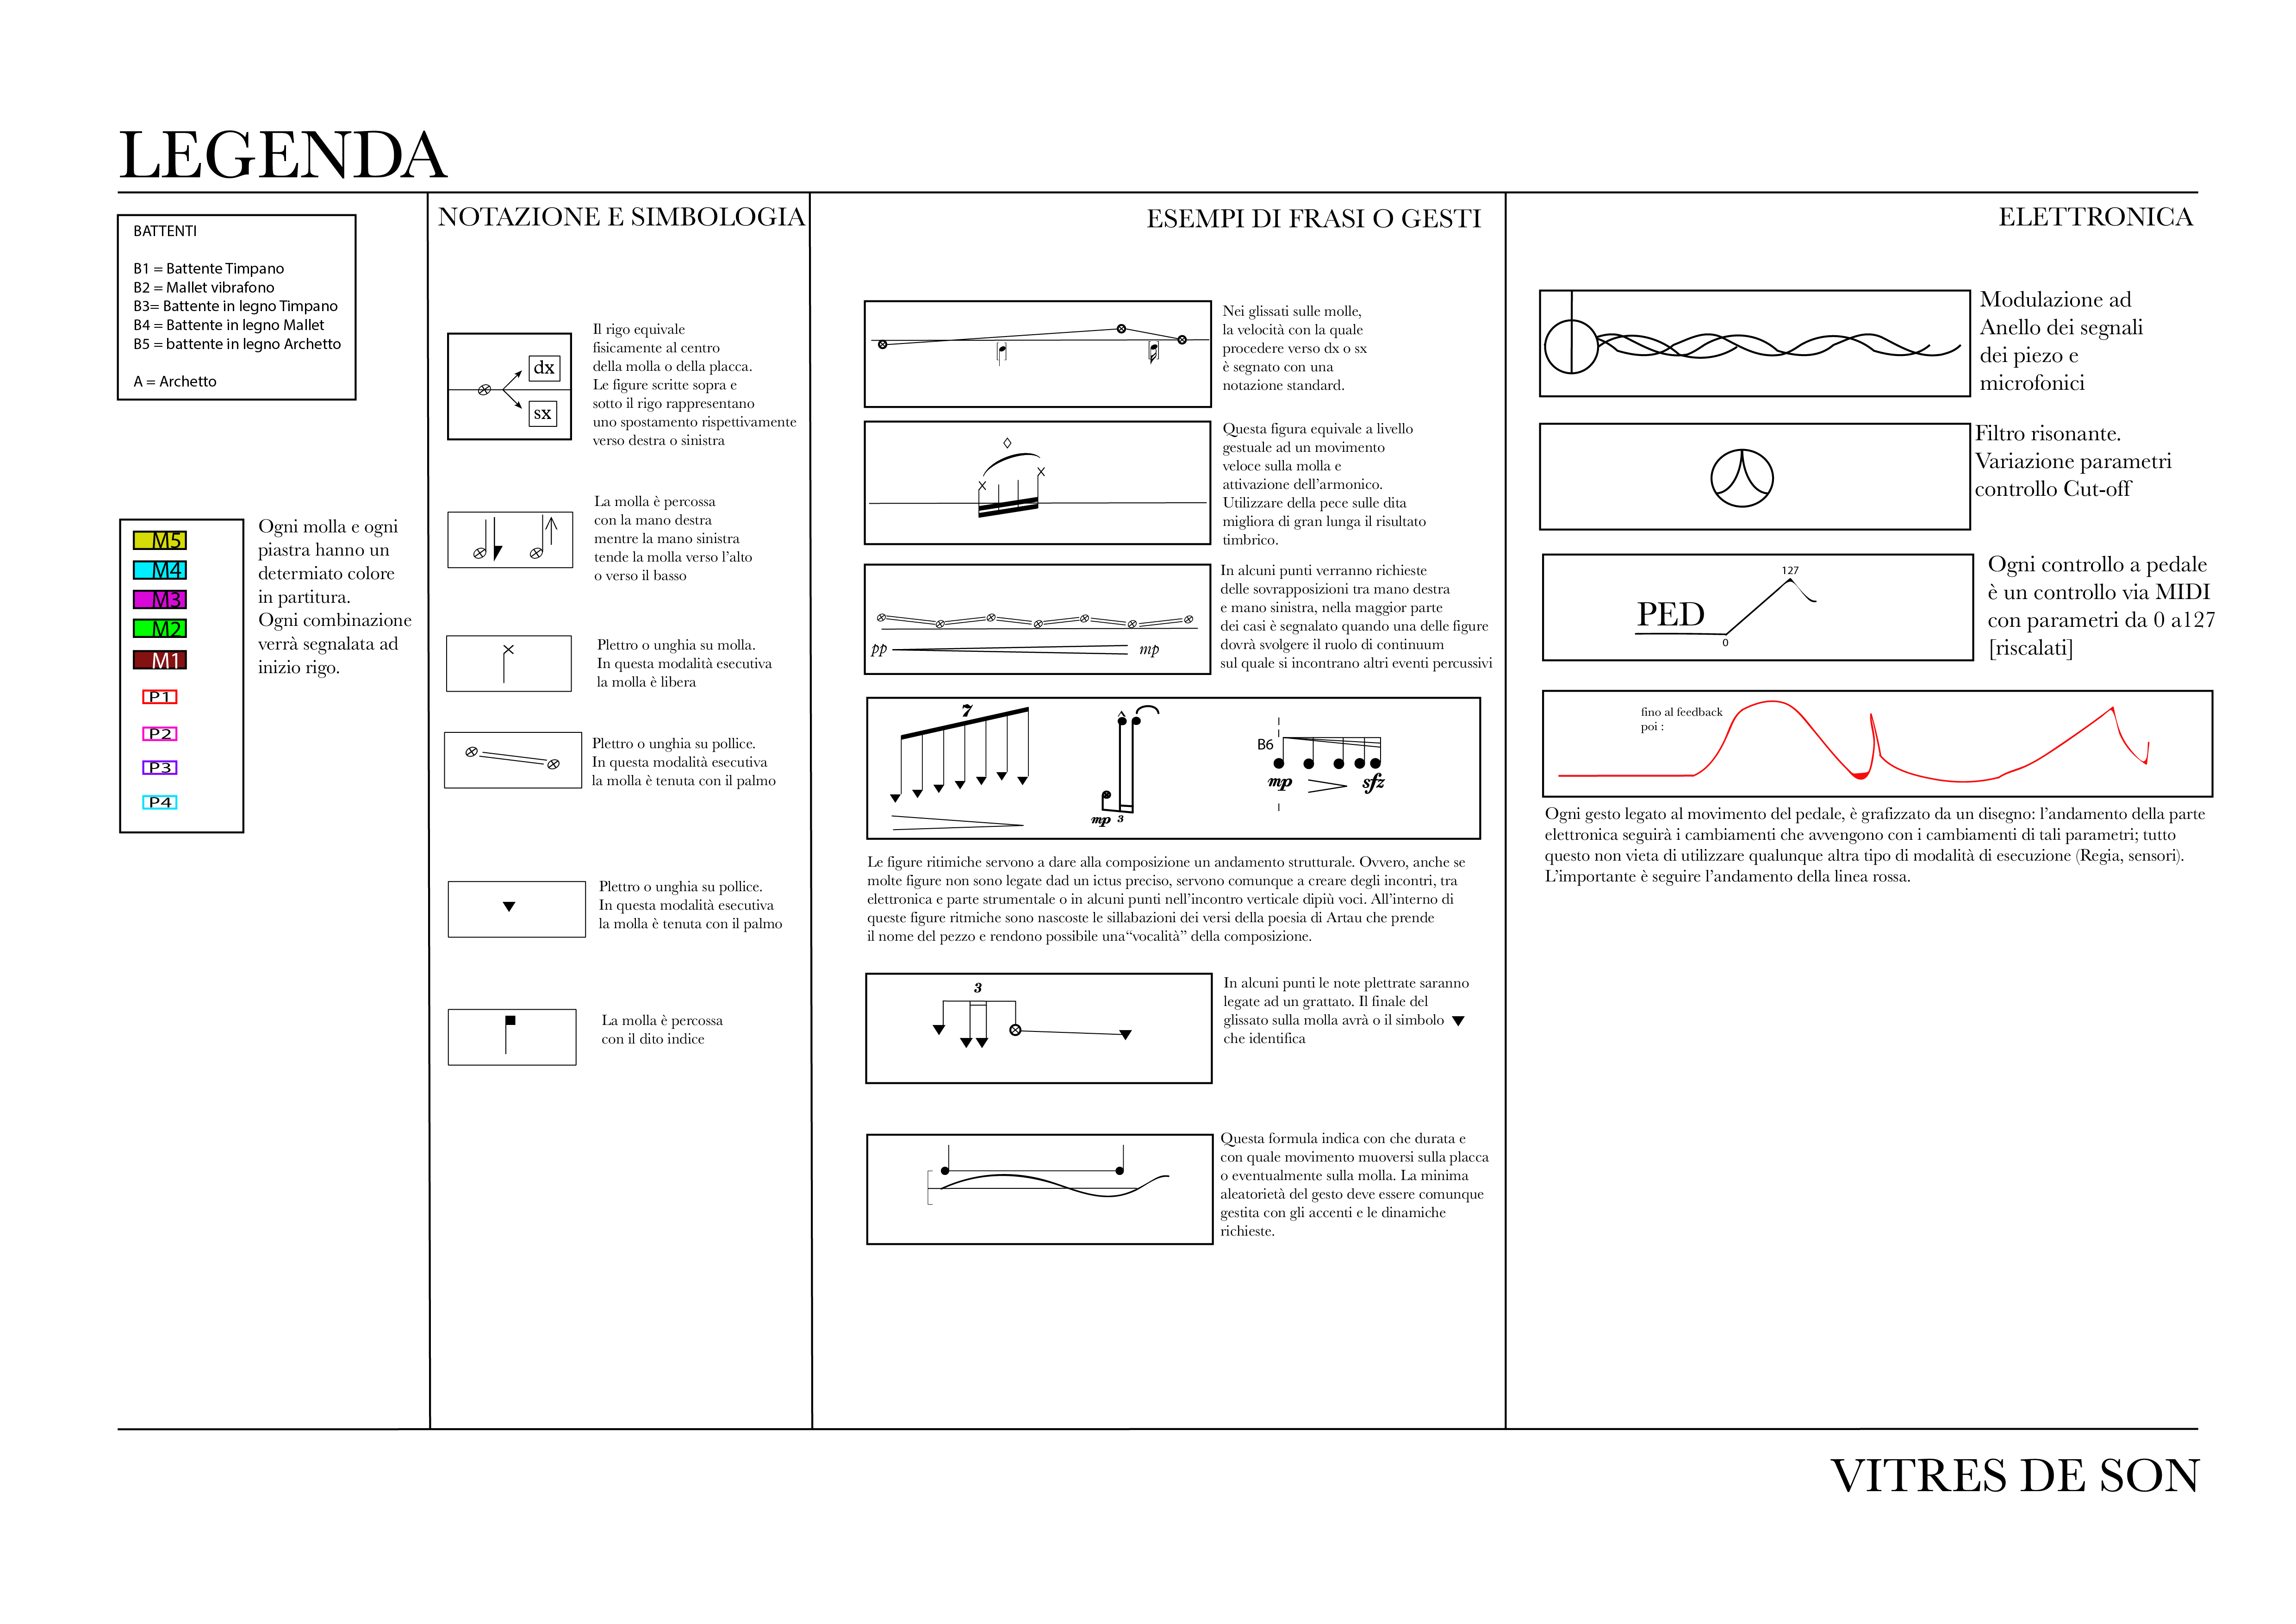 LEGENDA
BATTENTI
B1 = Battente Timpano
B2 = Mallet vibrafono
B3= Battente in legno Timpano
B4 = Battente in legno Mallet
B5 = battente in legno Archetto
A = Archetto
M5
M4
M3
M2
M1
P1
P2
P3
P4
Ogni molla e ogni
piastra hanno un
determiato colore
in partitura.
Ogni combinazione
verrà segnalata ad
inizio rigo.
NOTAZIONE E SIMBOLOGIA
dx
sx
Il rigo equivale
fisicamente al centro
della molla o della placca.
Le figure scritte sopra e
sotto il rigo rappresentano
uno spostamento rispettivamente
verso destra o sinistra
La molla è percossa
con la mano destra
mentre la mano sinistra
tende la molla verso l'alto
o verso il basso
Plettro o unghia su molla.
In questa modalità esecutiva
la molla è libera
Plettro o unghia su pollice.
In questa modalità esecutiva
la molla è tenuta con il palmo
Plettro o unghia su pollice.
In questa modalità esecutiva
la molla è tenuta con il palmo
La molla è percossa
con il dito indice
ESEMPI DI FRASI O GESTI
Nei glissati sulle molle,
la velocità con la quale
procedere verso dx o sx
è segnato con una
notazione standard.
Questa figura equivale a livello
gestuale ad un movimento
veloce sulla molla e
attivazione dell'armonico.
Utilizzare della pece sulle dita
migliora di gran lunga il risultato
timbrico.
pp
mp
In alcuni punti verranno richieste
delle sovrapposizioni tra mano destra
e mano sinistra, nella maggior parte
dei casi è segnalato quando una delle figure
dovrà svolgere il ruolo di continuum
sul quale si incontrano altri eventi percussivi
7
mp 3
B6
mp sfz
Le figure ritimiche servono a dare alla composizione un andamento strutturale. Ovvero, anche se
molte figure non sono legate dad un ictus preciso, servono comunque a creare degli incontri, tra
elettronica e parte strumentale o in alcuni punti nell'incontro verticale dipiù voci. All'interno di
queste figure ritmiche sono nascoste le sillabazioni dei versi della poesia di Artau che prende
il nome del pezzo e rendono possibile una“vocalità” della composizione.
3
In alcuni punti le note plettrate saranno
legate ad un grattato. Il finale del
glissato sulla molla avrà o il simbolo ▼
che identifica
Questa formula indica con che durata e
con quale movimento muoversi sulla placca
o eventualmente sulla molla. La minima
aleatorietà del gesto deve essere comunque
gestita con gli accenti e le dinamiche
richieste.
ELETTRONICA
Modulazione ad
Anello dei segnali
dei piezo e
microfonici
Filtro risonante.
Variazione parametri
controllo Cut-off
PED
0
127
Ogni controllo a pedale
è un controllo via MIDI
con parametri da 0 a127
[riscalati]
fino al feedback
poi :
Ogni gesto legato al movimento del pedale, è grafizzato da un disegno: l'andamento della parte
elettronica seguirà i cambiamenti che avvengono con i cambiamenti di tali parametri; tutto
questo non vieta di utilizzare qualunque altra tipo di modalità di esecuzione (Regia, sensori).
L'importante è seguire l'andamento della linea rossa.
VITRES DE SON